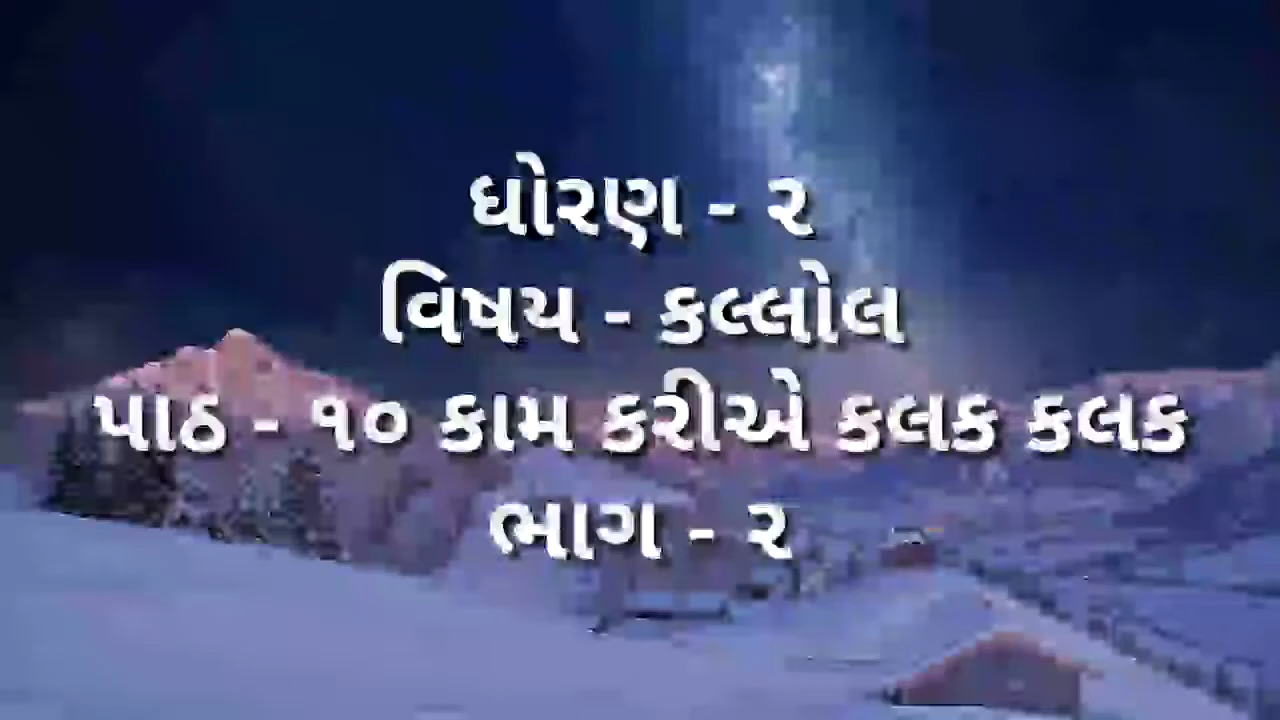 ધોરણ - ૨
વિષય - કલ્લોલ
પાઠ - ૧૦ કામ કરીએ કલક કલક
ભાગ - ૨